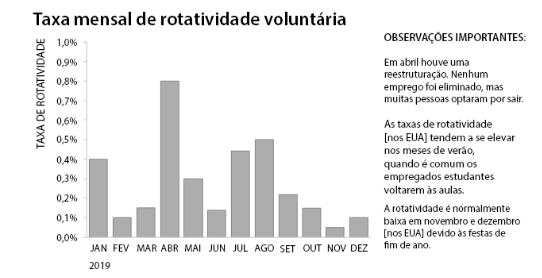 Taxa mensal de rotatividade voluntária
TAXA DE ROTATIVIDADE
1,0%
0,9%
0,8%
0,7%
0,6%
0,5%
0,4%
0,3%
0,2%
0,1%
0,0%
JAN FEV MAR ABR MAI JUN JUL AGO SET OUT NOV DEZ
2019
OBSERVAÇÕES IMPORTANTES:
Em abril houve uma
reestruturação. Nenhum
emprego foi eliminado, mas
muitas pessoas optaram por sair.
As taxas de rotatividade
[nos EUA] tendem a se elevar
nos meses de verão,
quando é comum os
empregados estudantes
voltarem às aulas.
A rotatividade é normalmente
baixa em novembro e dezembro
[nos EUA] devido às festas de
fim de ano.